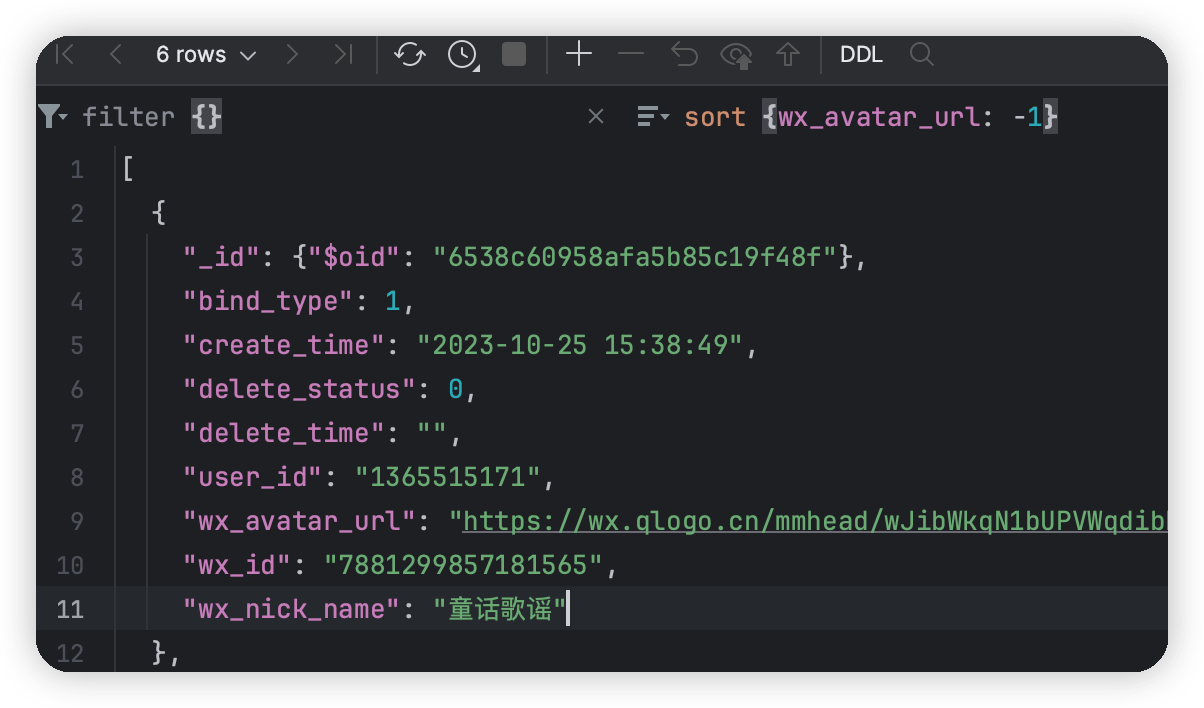 6 rows DDL
filter {} sort {wx_avatar_url: -1}
1 [
2 {
3 "_id": {"$oid": "6538c60958afa5b85c19f48f"},
4 "bind_type": 1,
5 "create_time": "2023-10-25 15:38:49",
6 "delete_status": 0,
7 "delete_time": "",
8 "user_id": "1365515171",
9 "wx_avatar_url": "https://wx.qlogo.cn/mmhead/wJibWkqN1bUPVWqdib
10 "wx_id": "7881299857181565",
11 "wx_nick_name": "童话歌谣"
12 },